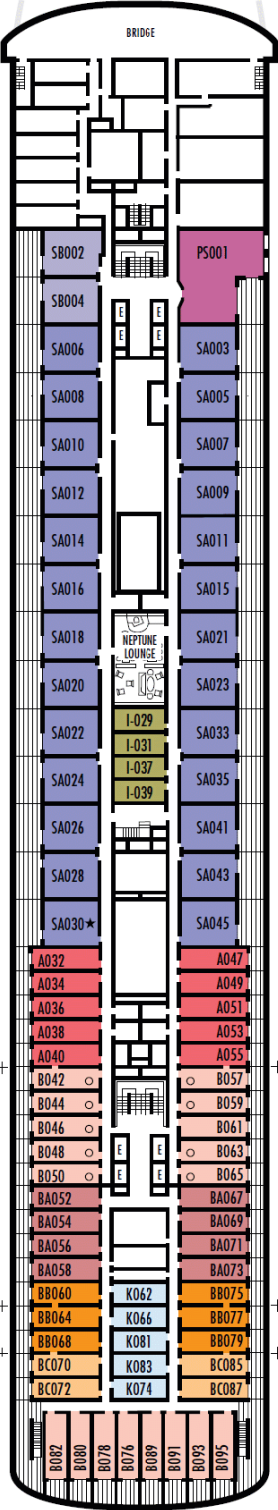 BRIDGE
SB002 PS001
SB004
E E
E E
SA006 SA003
SA008 SA005
SA010 SA007
SA012 SA009
SA014 SA011
SA016 SA015
SA018 SA021
NEPTUNE
LOUNGE
SA020 SA023
SA022 I-029 SA033
I-031
SA024 I-037 SA035
I-039
SA026 SA041
SA028 SA043
SA030★ SA045
A032 A047
A034 A049
A036 A051
A038 A053
A040 A055
B042 B057
B044 B059
B046 B061
B048 E E B063
B050 E E B065
BA052 BA067
BA054 BA069
BA056 BA071
BA058 BA073
BB060 K062 BB075
BB064 K066 BB077
BB068 K081 BB079
BC070 K083 BC085
BC072 K074 BC087
B082 B080 B078 B076 B089 B091 B093 B095